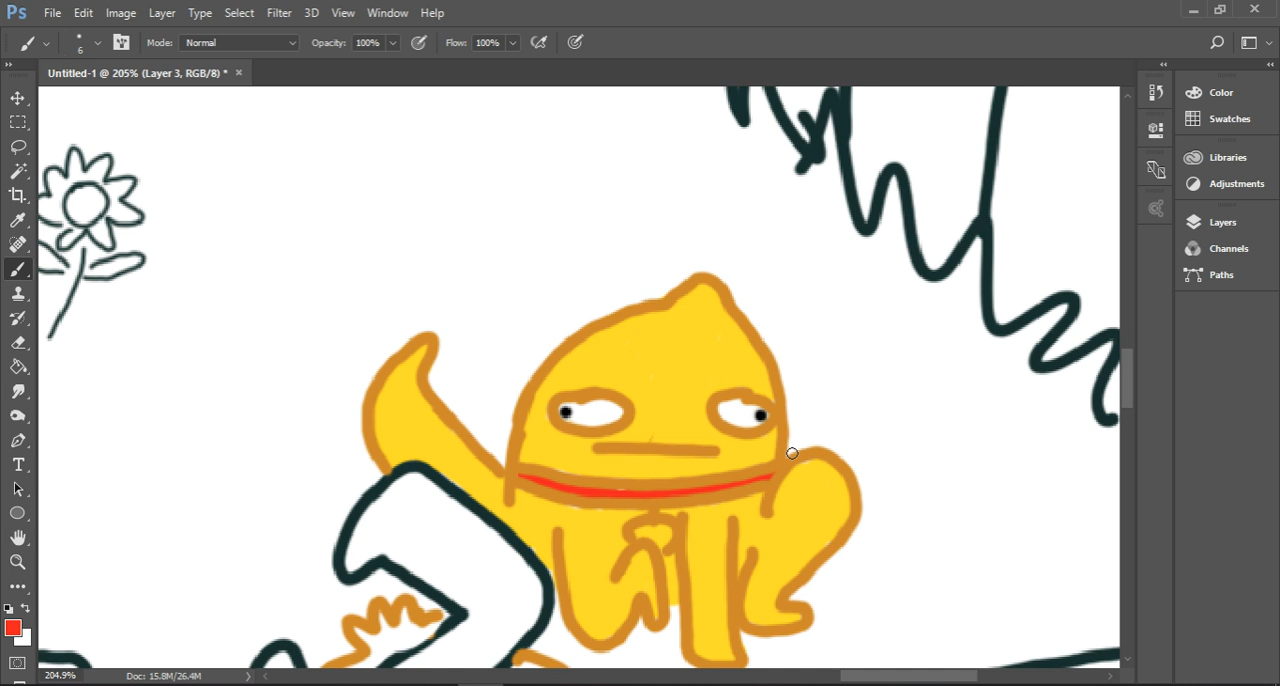 Ps File Edit Image Layer Type Select Filter 3D View Window Help
6 Mode: Normal Opacity: 100% Flow: 100%
Untitled-1 @ 205% (Layer 3, RGB/8) * ×
Color
Swatches
Libraries
Adjustments
Layers
Channels
Paths
204.9% Doc: 15.8M/26.4M